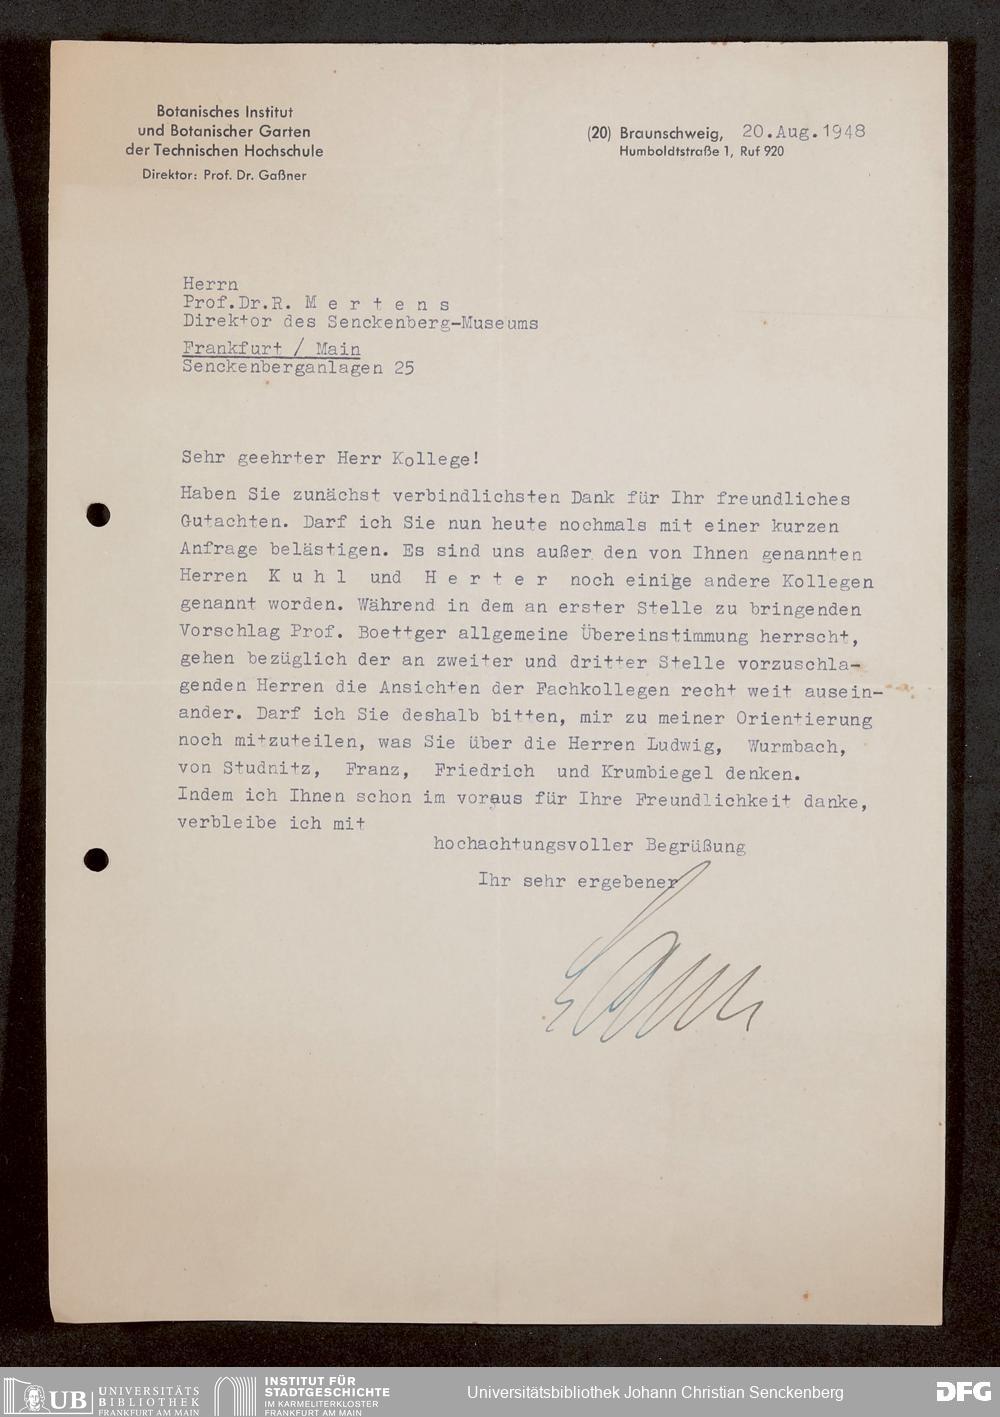 Botanisches Institut
und Botanischer Garten
der Technischen Hochschule
Direktor: Prof. Dr. Gaßner
(20) Braunschweig, 20.Aug.1948
Humboldtstraße 1, Ruf 920
Herrn
Prof.Dr.R. M e r t e n s
Direktor des Senckenberg-Museums
Frankfurt / Main
Senckenberganlagen 25
Sehr geehrter Herr Kollege!
Haben Sie zunächst verbindlichsten Dank für Ihr freundliches
Gutachten. Darf ich Sie nun heute nochmals mit einer kurzen
Anfrage belästigen. Es sind uns außer den von Ihnen genannten
Herren K u h l und H e r t e r noch einige andere Kollegen
genannt worden. Während in dem an erster Stelle zu bringenden
Vorschlag Prof. Boettger allgemeine Übereinstimmung herrscht,
gehen bezüglich der an zweiter und dritter Stelle vorzuschla-
genden Herren die Ansichten der Fachkollegen recht weit ausein-
ander. Darf ich Sie deshalb bitten, mir zu meiner Orientierung
noch mitzuteilen, was Sie über die Herren Ludwig, Wurmbach,
von Studnitz, Franz, Friedrich und Krumbiegel denken.
Indem ich Ihnen schon im voraus für Ihre Freundlichkeit danke,
verbleibe ich mit
hochachtungsvoller Begrüßung
Ihr sehr ergebener
UB UNIVERSITÄTS
BIBLIOTHEK
FRANKFURT AM MAIN
INSTITUT FÜR
STADTGESCHICHTE
IM KARMELITERKLOSTER
FRANKFURT AM MAIN
Universitätsbibliothek Johann Christian Senckenberg
DFG